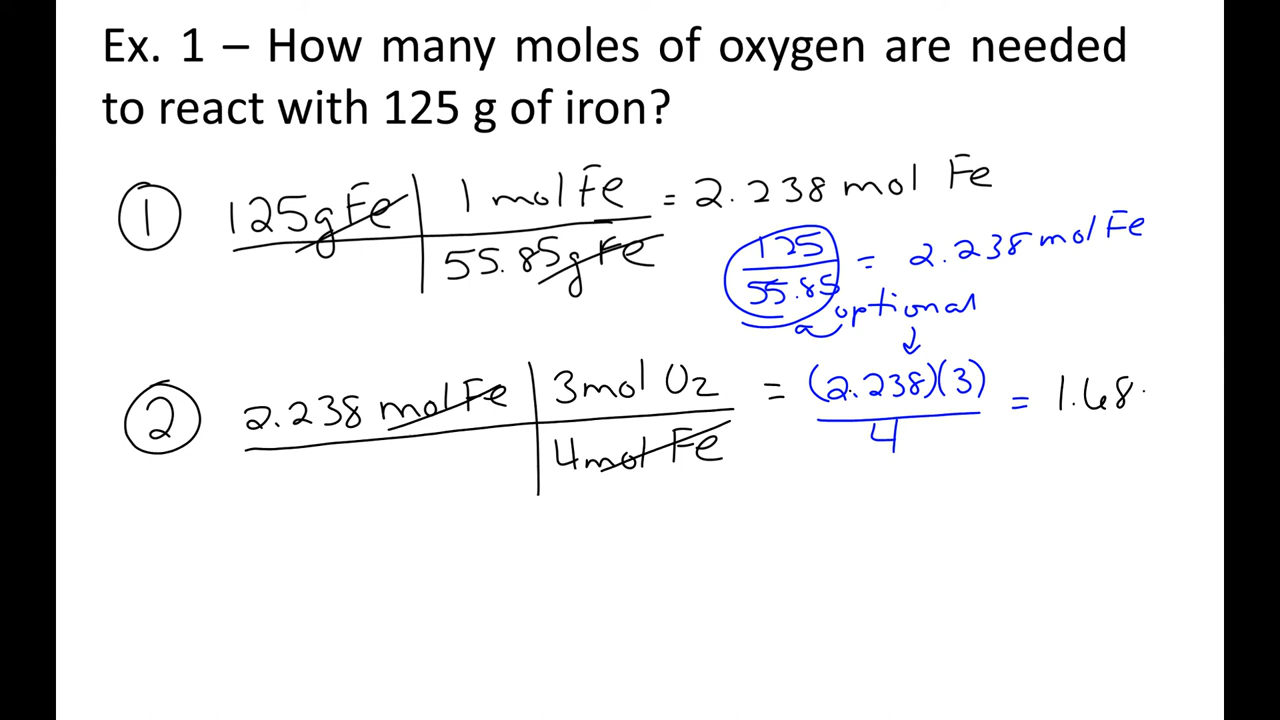 Ex. 1 – How many moles of oxygen are needed
to react with 125 g of iron?
1 125g Fe 1 mol Fe = 2.238 mol Fe
55.85g Fe
125 = 2.238 mol Fe
55.85
optional
2 2.238 mol Fe 3 mol O2 = (2.238)(3) = 1.68
4 mol Fe 4